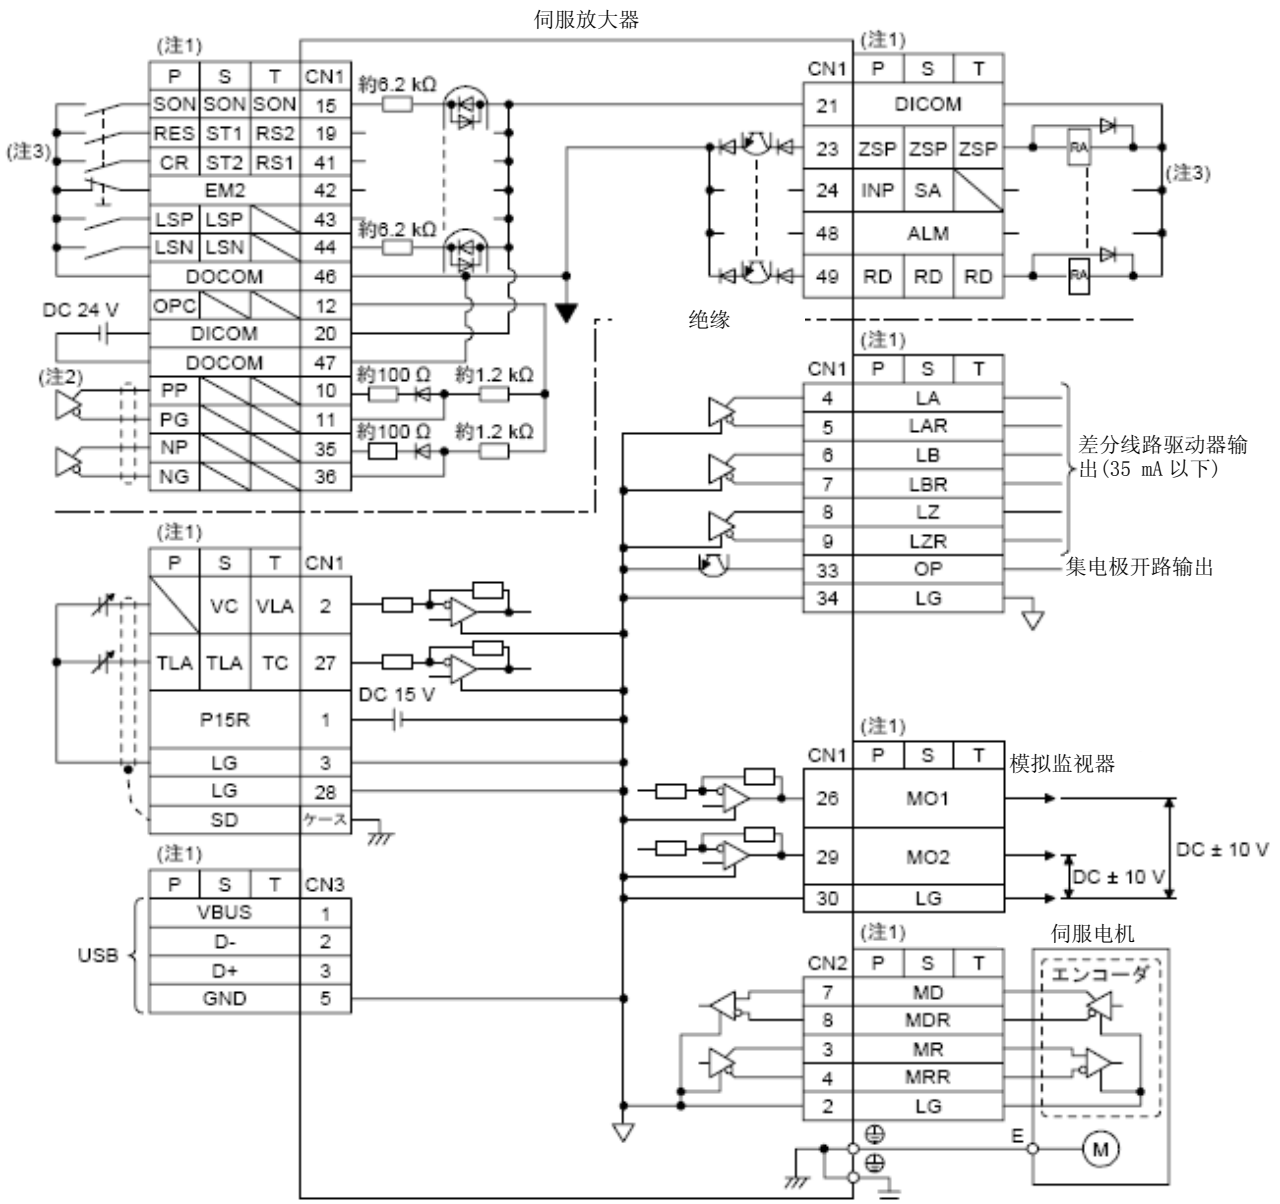 伺服放大器
(注1)
P S T CN1
SON SON SON 15
RES ST1 RS2 19
CR ST2 RS1 41
EM2 42
LSP LSP 43
LSN LSN 44
DOCOM 46
OPC 12
DICOM 20
DOCOM 47
PP 10
PG 11
NP 35
NG 36
(注3)
DC 24 V
(注2)
約6.2 kΩ
約6.2 kΩ
約100 Ω 約1.2 kΩ
約100 Ω 約1.2 kΩ
(注1)
CN1 P S T
21 DICOM
23 ZSP ZSP ZSP
24 INP SA
48 ALM
49 RD RD RD
RA
RA
(注3)
绝缘
(注1)
CN1 P S T
4 LA
5 LAR
6 LB
7 LBR
8 LZ
9 LZR
33 OP
34 LG
差分线路驱动器输
出(35 mA 以下)
集电极开路输出
(注1)
P S T CN1
VC VLA 2
TLA TLA TC 27
P15R 1
LG 3
LG 28
SD ケース
DC 15 V
(注1)
CN1 P S T
26 MO1
29 MO2
30 LG
模拟监视器
DC ± 10 V
DC ± 10 V
(注1)
P S T CN3
VBUS 1
D- 2
D+ 3
GND 5
USB
(注1)
CN2 P S T
7 MD
8 MDR
3 MR
4 MRR
2 LG
伺服电机
エンコーダ
E
M